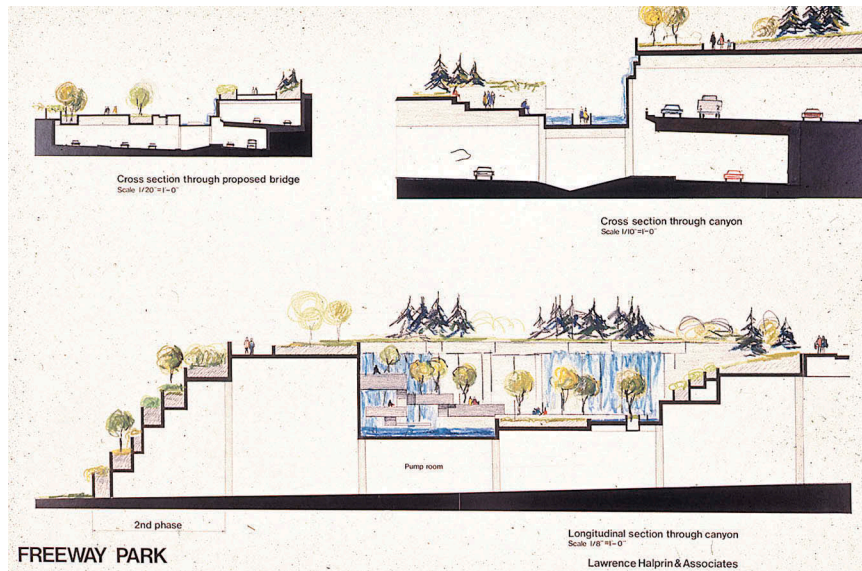 Cross section through proposed bridge
Scale 1/20"=1'-0"
Cross section through canyon
Scale 1/10"=1'-0"
Pump room
2nd phase
Longitudinal section through canyon
Scale 1/8"=1'-0"
FREEWAY PARK
Lawrence Halprin & Associates